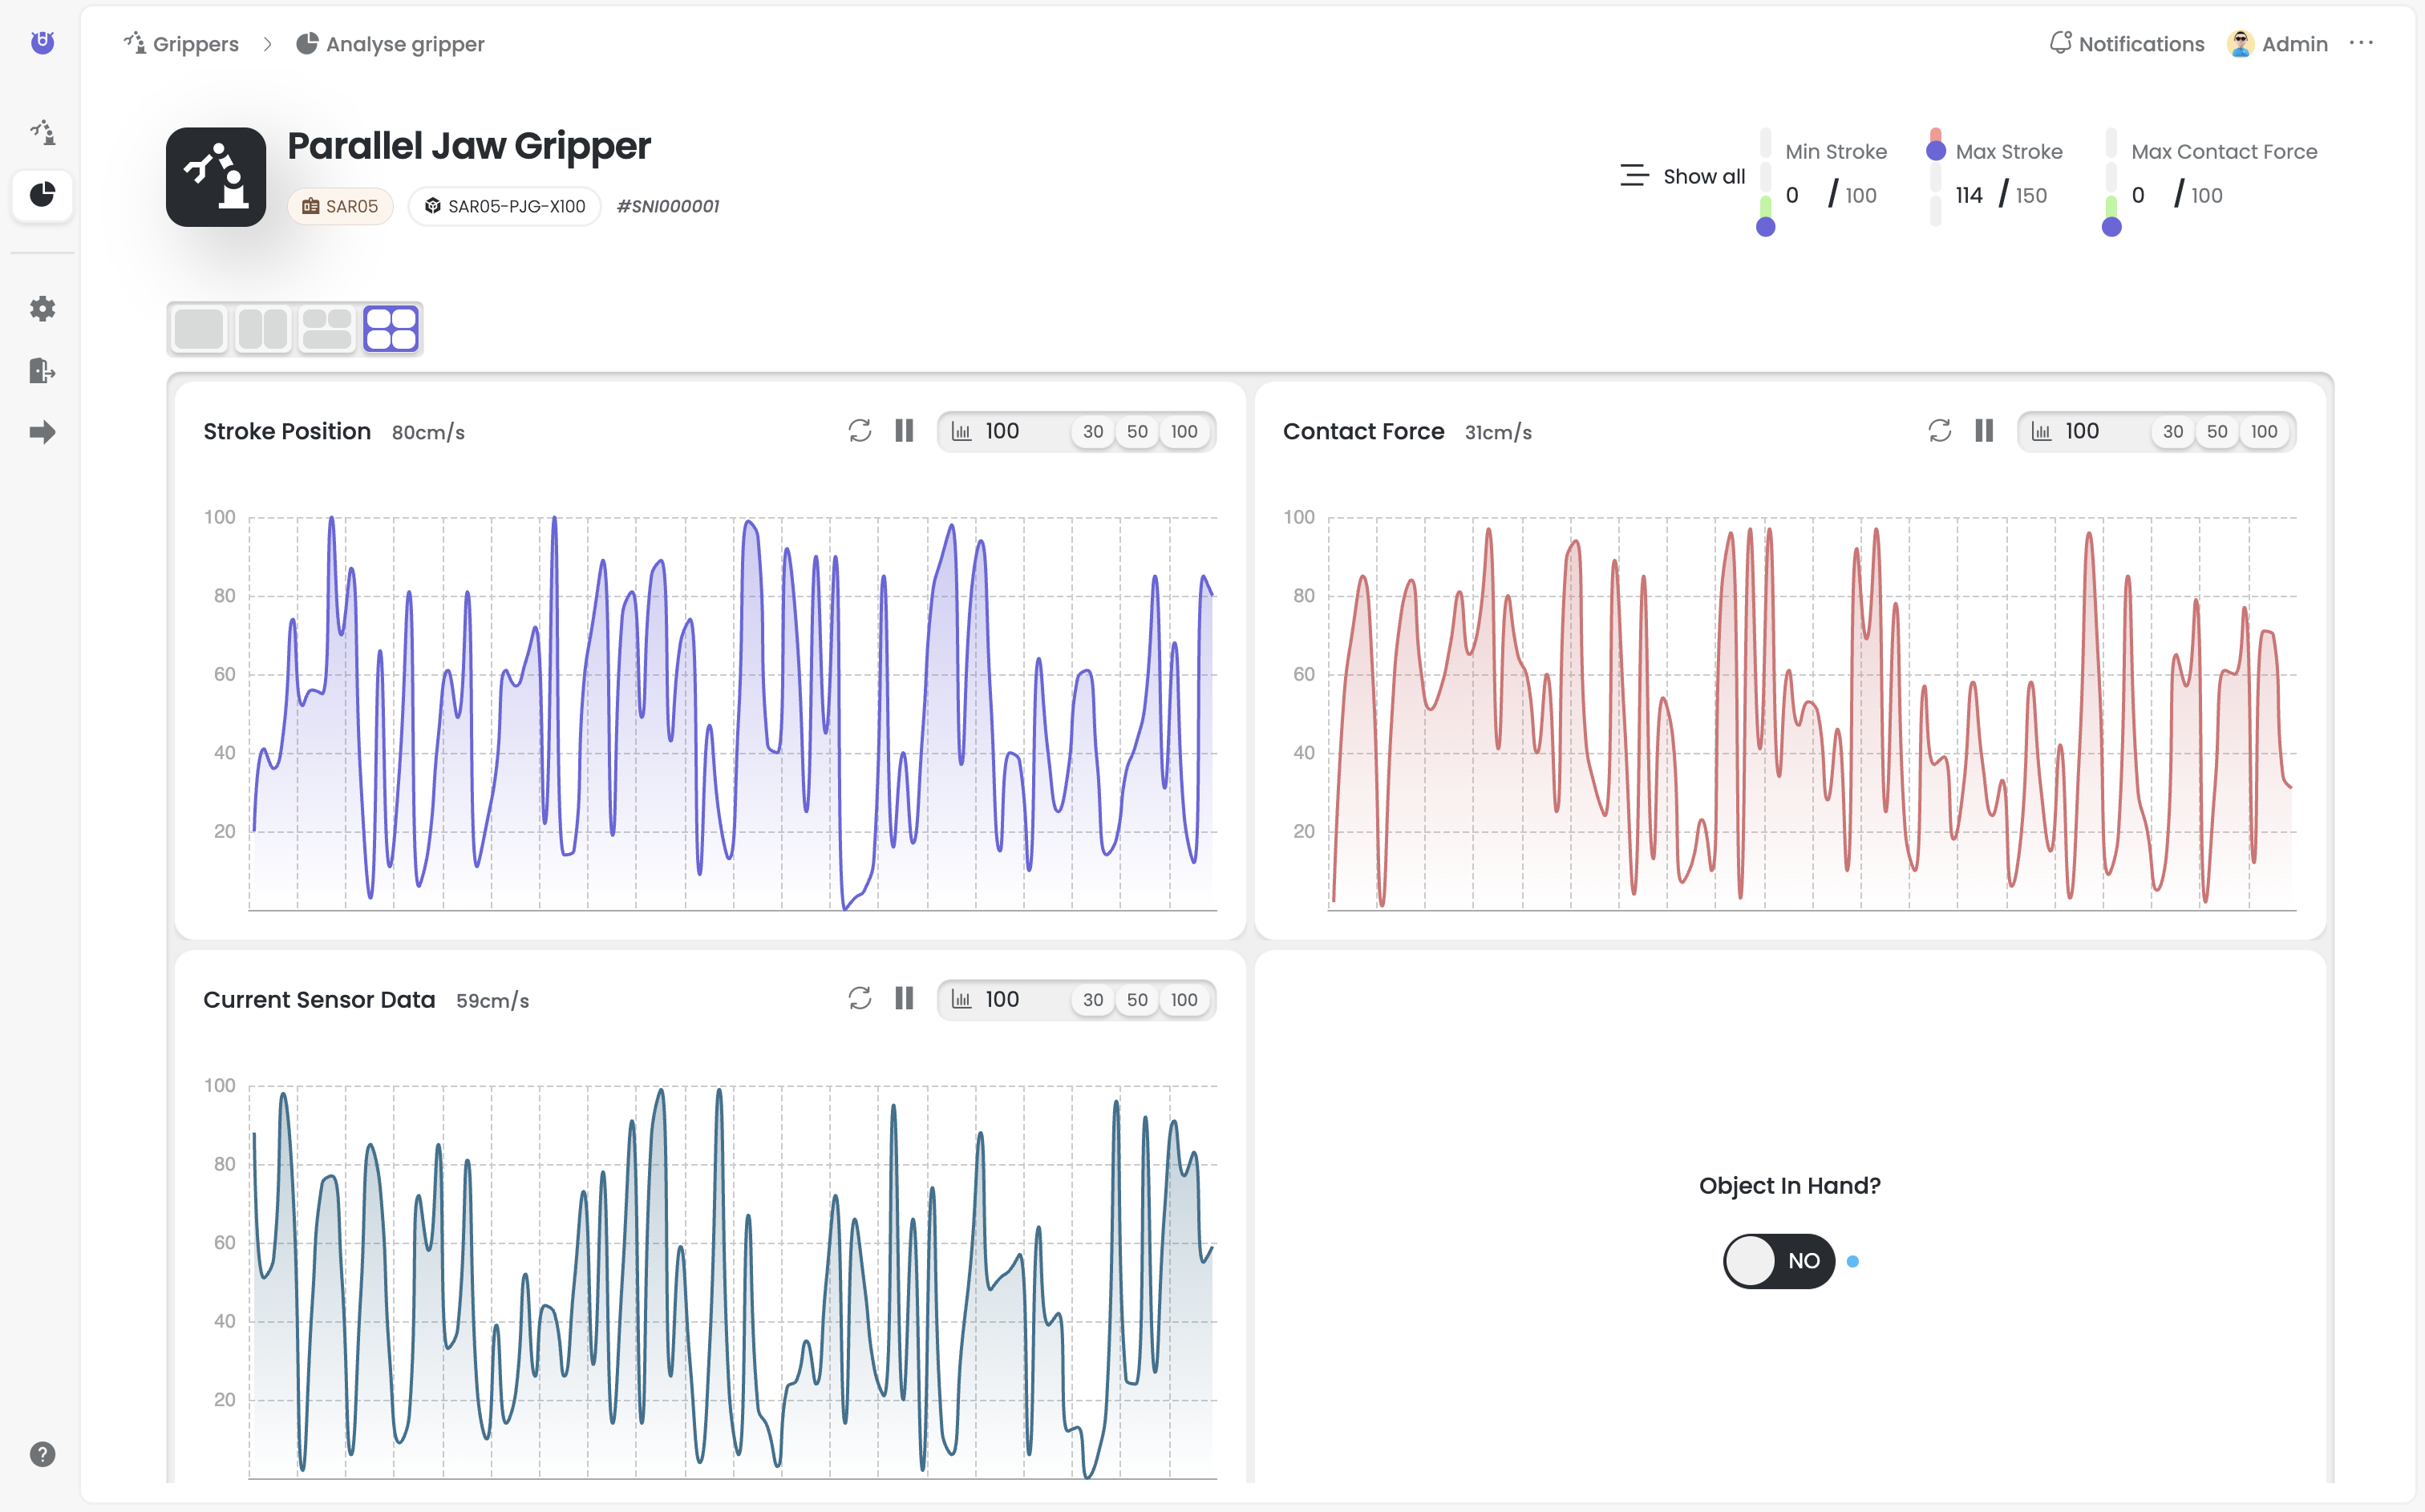 Grippers > Analyse gripper
Notifications Admin ...
Parallel Jaw Gripper
SAR05 SAR05-PJG-X100 #SNI000001
Show all
Min Stroke
0 / 100
Max Stroke
114 / 150
Max Contact Force
0 / 100
Stroke Position 80cm/s
100 30 50 100
100
80
60
40
20
Contact Force 31cm/s
100 30 50 100
100
80
60
40
20
Current Sensor Data 59cm/s
100 30 50 100
100
80
60
40
20
Object In Hand?
NO
?